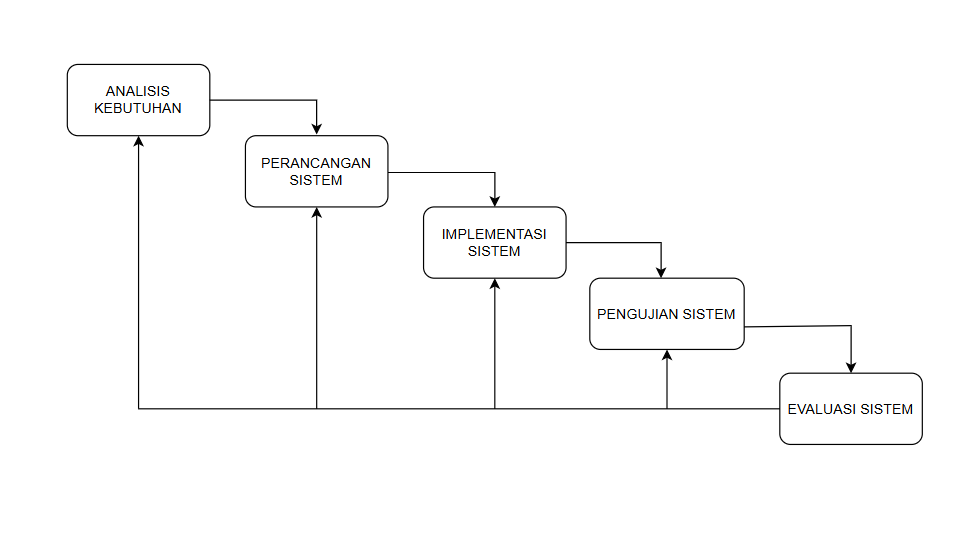 ANALISIS
KEBUTUHAN
PERANCANGAN
SISTEM
IMPLEMENTASI
SISTEM
PENGUJIAN SISTEM
EVALUASI SISTEM